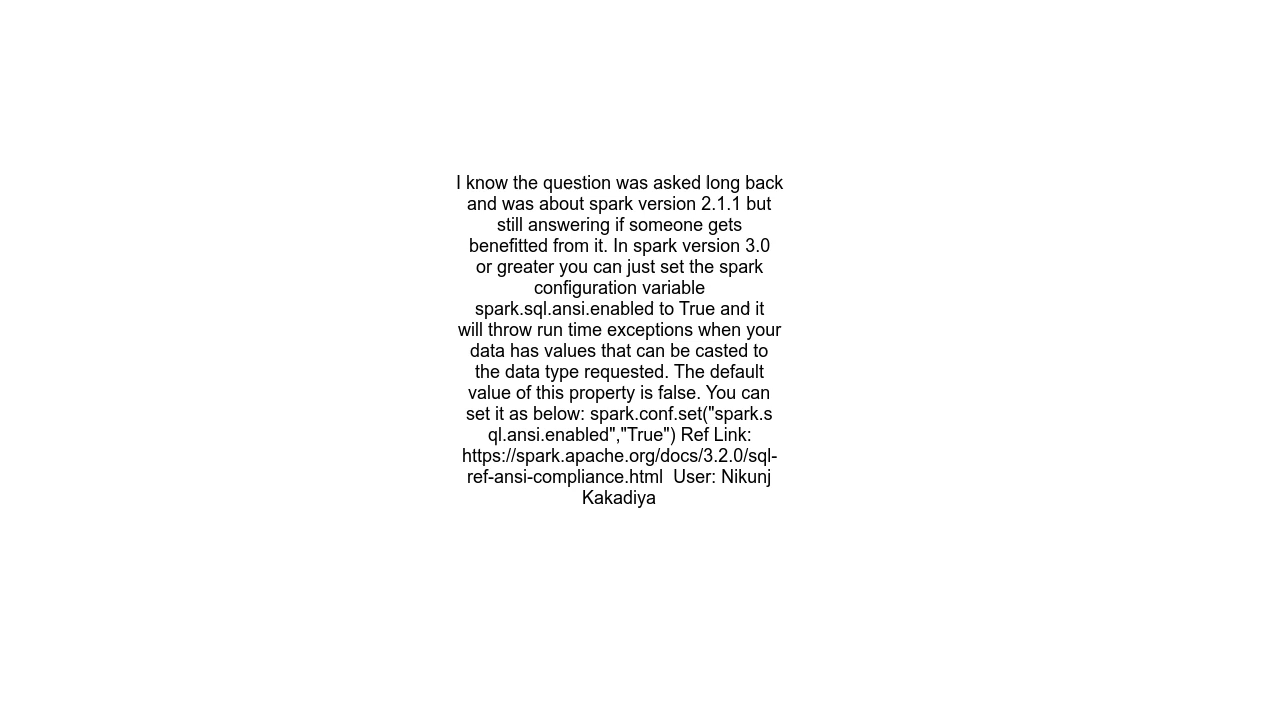 I know the question was asked long back
and was about spark version 2.1.1 but
still answering if someone gets
benefitted from it. In spark version 3.0
or greater you can just set the spark
configuration variable
spark.sql.ansi.enabled to True and it
will throw run time exceptions when your
data has values that can be casted to
the data type requested. The default
value of this property is false. You can
set it as below: spark.conf.set("spark.s
ql.ansi.enabled","True") Ref Link:
https://spark.apache.org/docs/3.2.0/sql-
ref-ansi-compliance.html  User: Nikunj
Kakadiya